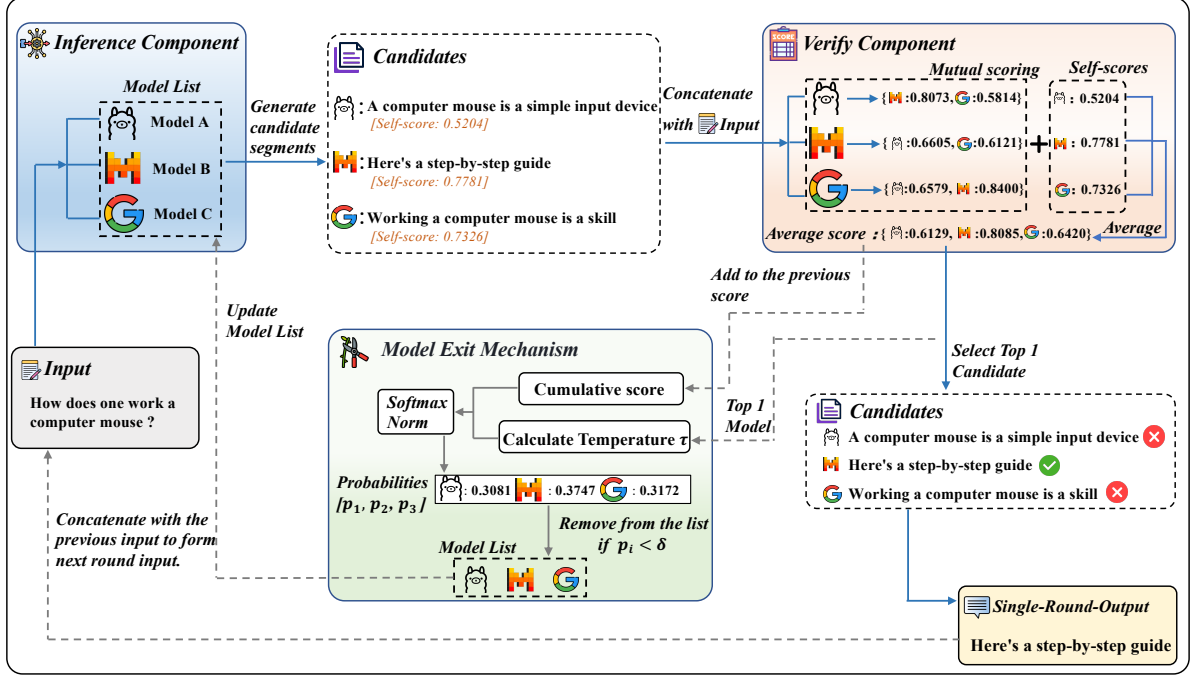 Inference Component
Model List
Model A
Model B
Model C
Generate
candidate
segments
Candidates
: A computer mouse is a simple input device
[Self-score: 0.5204]
: Here's a step-by-step guide
[Self-score: 0.7781]
: Working a computer mouse is a skill
[Self-score: 0.7326]
Concatenate
with Input
SCORE
Verify Component
Mutual scoring
Self-scores
{ :0.8073, :0.5814}
: 0.5204
{ :0.6605, :0.6121}
+
: 0.7781
{ :0.6579, :0.8400}
: 0.7326
Average score : { :0.6129, :0.8085, :0.6420}
Average
Add to the previous
score
Update
Model List
Input
How does one work a
computer mouse ?
Model Exit Mechanism
Cumulative score
Softmax
Norm
Calculate Temperature τ
Top 1
Model
Probabilities
[p₁, p₂, p₃]
: 0.3081 : 0.3747 : 0.3172
Remove from the list
if pᵢ < δ
Model List
Select Top 1
Candidate
Candidates
A computer mouse is a simple input device
Here's a step-by-step guide
Working a computer mouse is a skill
Concatenate with the
previous input to form
next round input.
Single-Round-Output
Here's a step-by-step guide